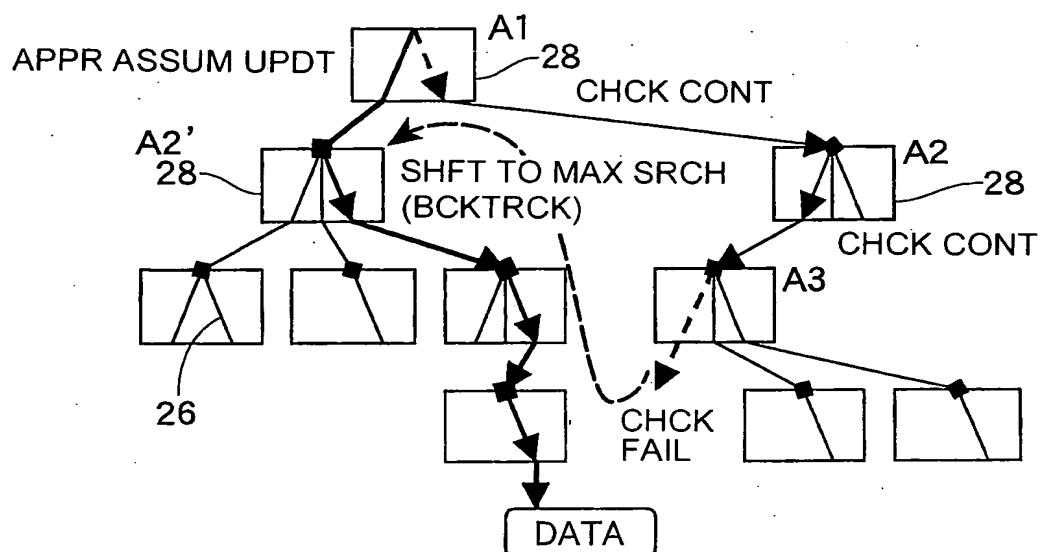 A1
APPR ASSUM UPDT
28
CHCK CONT
A2'
28
SHFT TO MAX SRCH
(BCKTRCK)
A2
28
CHCK CONT
A3
26
CHCK
FAIL
DATA